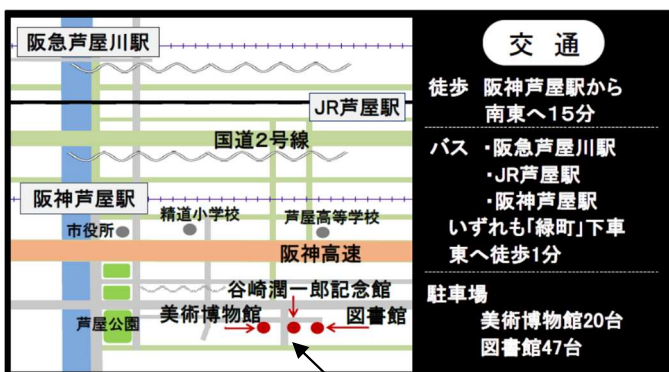 阪急芦屋川駅
JR芦屋駅
国道2号線
阪神芦屋駅
精道小学校
芦屋高等学校
市役所
阪神高速
谷崎潤一郎記念館
美術博物館
図書館
芦屋公園
交 通
徒歩 阪神芦屋駅から
南東へ15分
バス ・阪急芦屋川駅
・JR芦屋駅
・阪神芦屋駅
いずれも「緑町」下車
東へ徒歩1分
駐車場
美術博物館20台
図書館47台